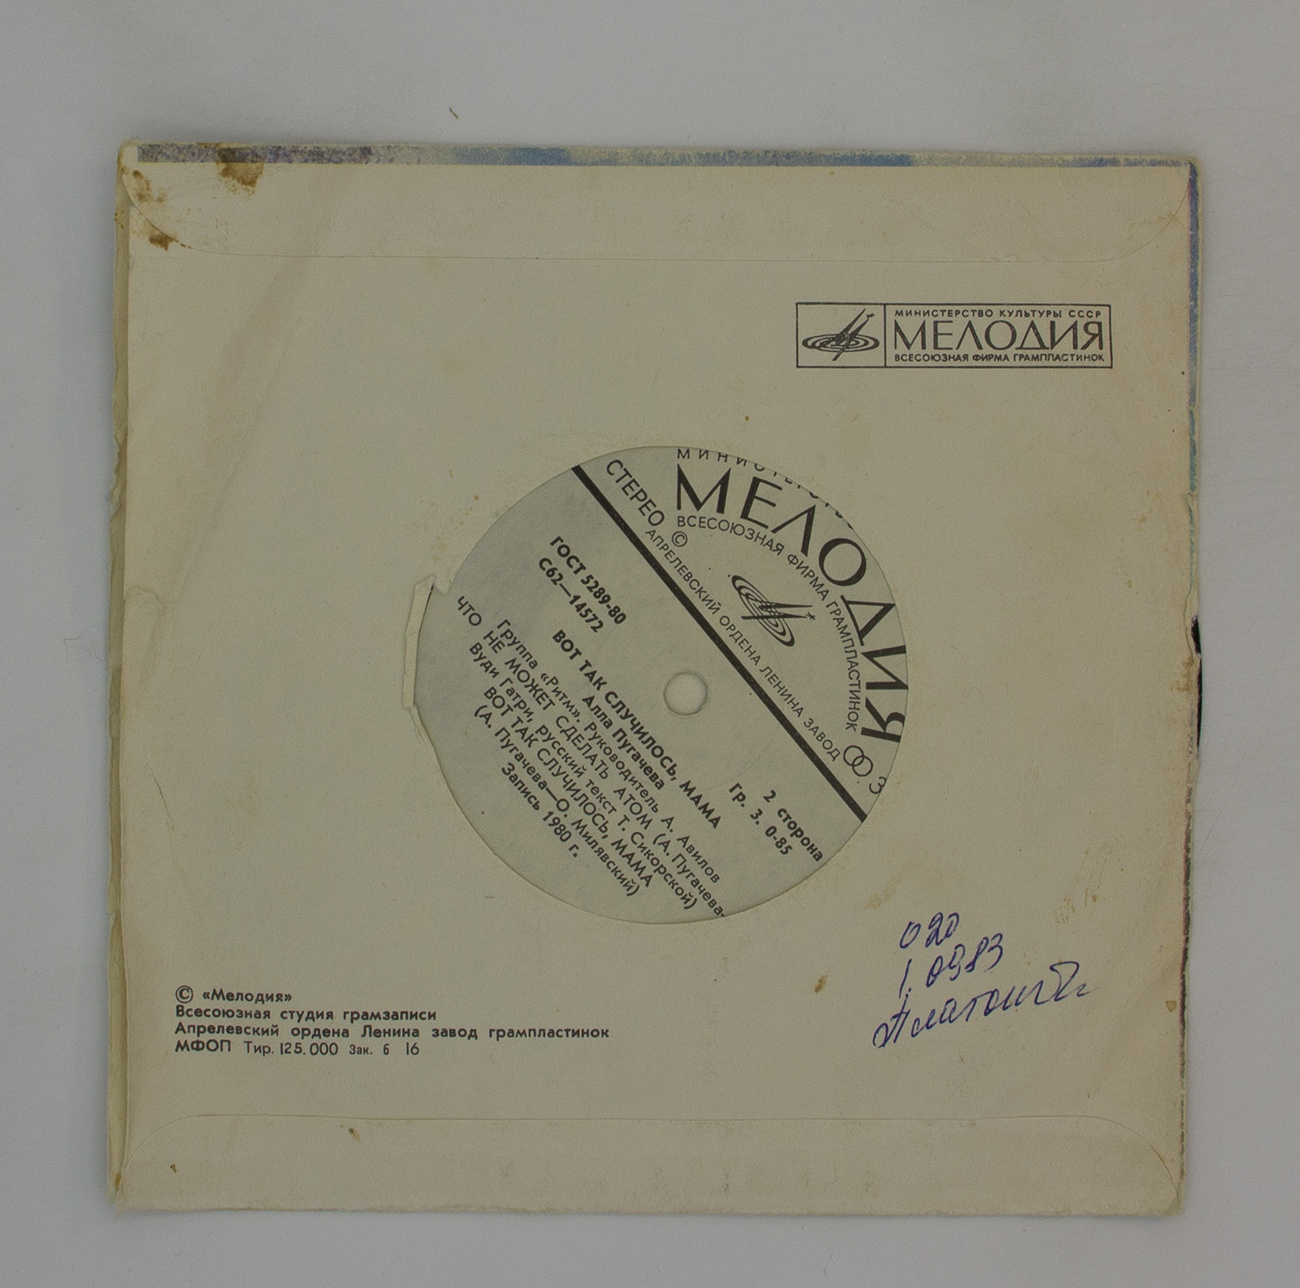 МИНИСТЕРСТВО КУЛЬТУРЫ СССР
МЕЛОДИЯ
ВСЕСОЮЗНАЯ ФИРМА ГРАМПЛАСТИНОК
МЕЛОДИЯ
ВСЕСОЮЗНАЯ ФИРМА ГРАМПЛАСТИНОК
СТЕРЕО ©
АПРЕЛЕВСКИЙ ОРДЕНА ЛЕНИНА ЗАВОД
ГОСТ 5289-80
С62—14572
2 сторона
Гр. 3. 0-85
ВОТ ТАК СЛУЧИЛОСЬ, МАМА
Алла Пугачева
Группа «Ритм». Руководитель А. Авилов
ЧТО НЕ МОЖЕТ СДЕЛАТЬ АТОМ (А. Пугачева-
Вуди Гатри, русский текст Т. Сикорской)
ВОТ ТАК СЛУЧИЛОСЬ, МАМА
(А. Пугачева—О. Милявский)
Запись 1980 г.
020
1.0983
© «Мелодия»
Всесоюзная студия грамзаписи
Апрелевский ордена Ленина завод грампластинок
МФОП Тир. 125.000 Зак. 6 16